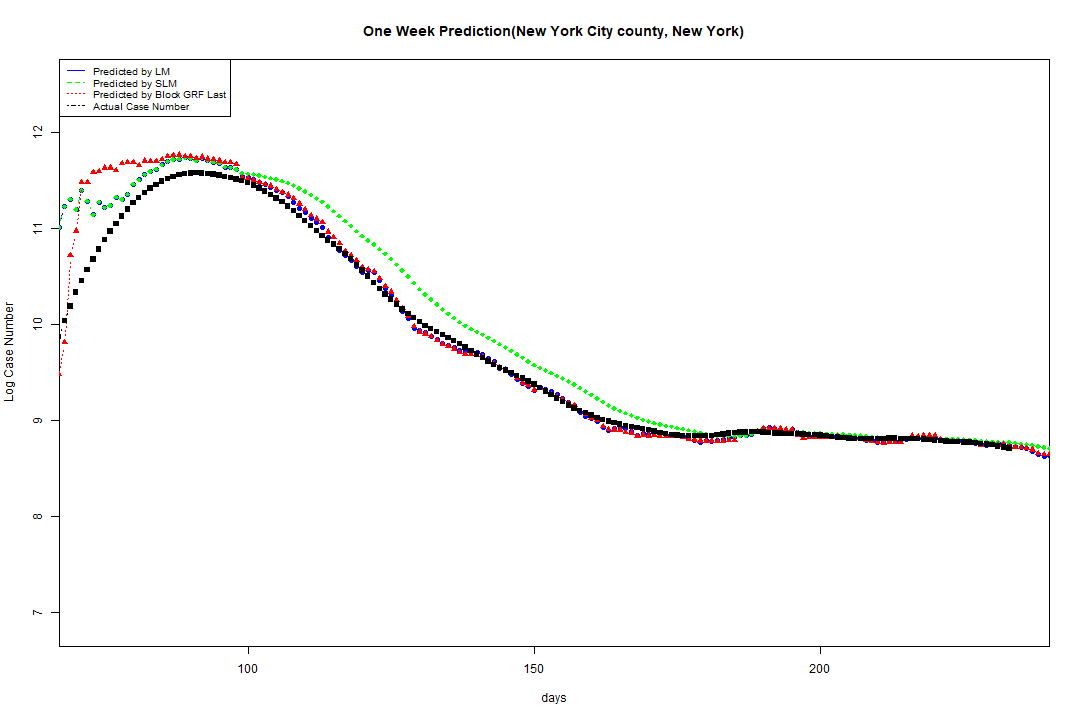 One Week Prediction(New York City county, New York)
Predicted by LM
Predicted by SLM
Predicted by Block GRF Last
Actual Case Number
12
11
10
9
8
7
Log Case Number
100 150 200
days